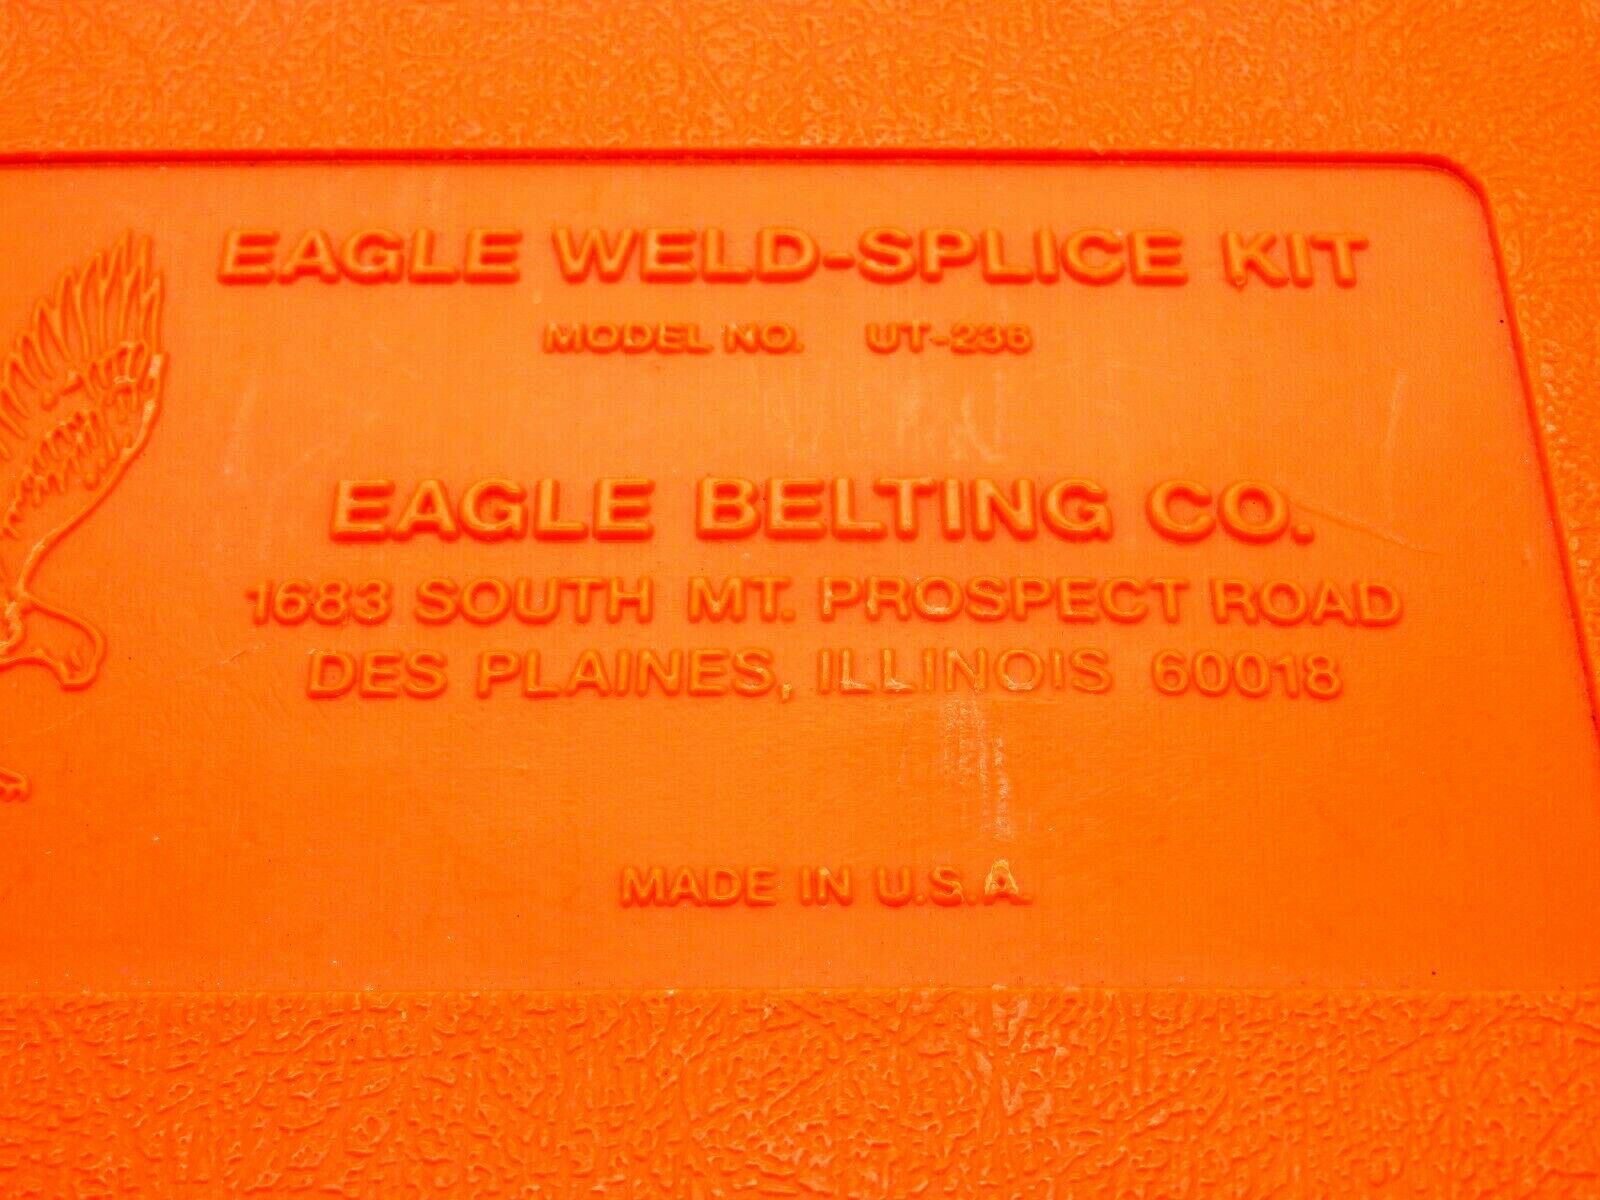 EAGLE WELD-SPLICE KIT
MODEL NO. UT-236
EAGLE BELTING CO.
1683 SOUTH MT. PROSPECT ROAD
DES PLAINES, ILLINOIS 60018
MADE IN U.S.A.